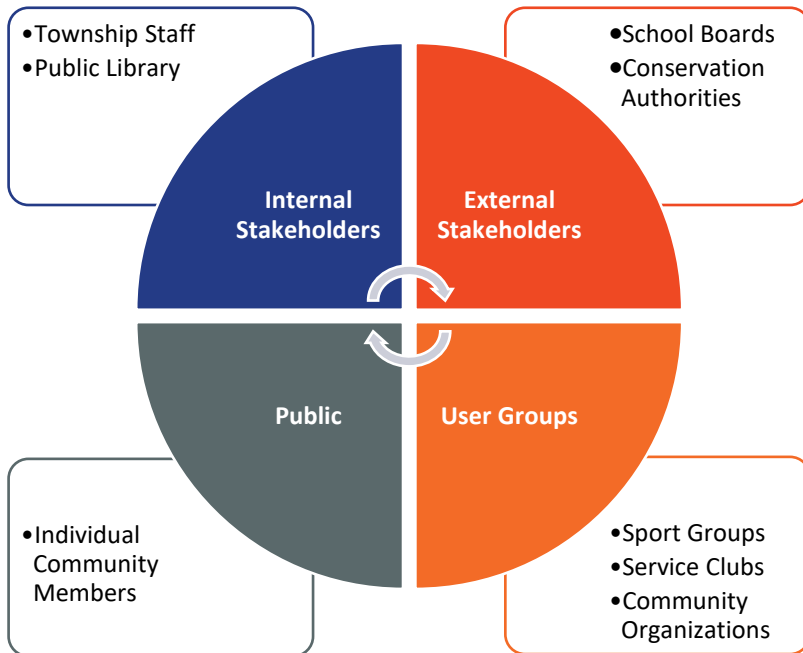 •Township Staff
•Public Library
•School Boards
•Conservation
Authorities
Internal
Stakeholders
External
Stakeholders
Public
User Groups
•Individual
Community
Members
•Sport Groups
•Service Clubs
•Community
Organizations